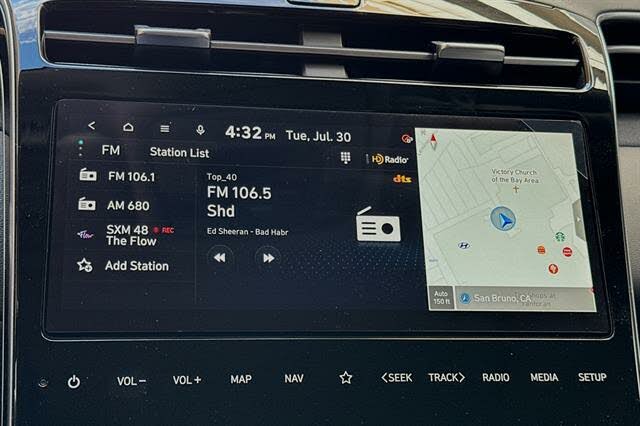 4:32 PM Tue, Jul. 30
FM Station List
HD Radio
dts
FM 106.1
AM 680
Flow SXM 48 REC
The Flow
Add Station
Top_40
FM 106.5
Shd
Ed Sheeran - Bad Habr
N
Victory Church
of the Bay Area
Auto
150 ft
San Bruno, CA
VOL− VOL+ MAP NAV <SEEK TRACK> RADIO MEDIA SETUP